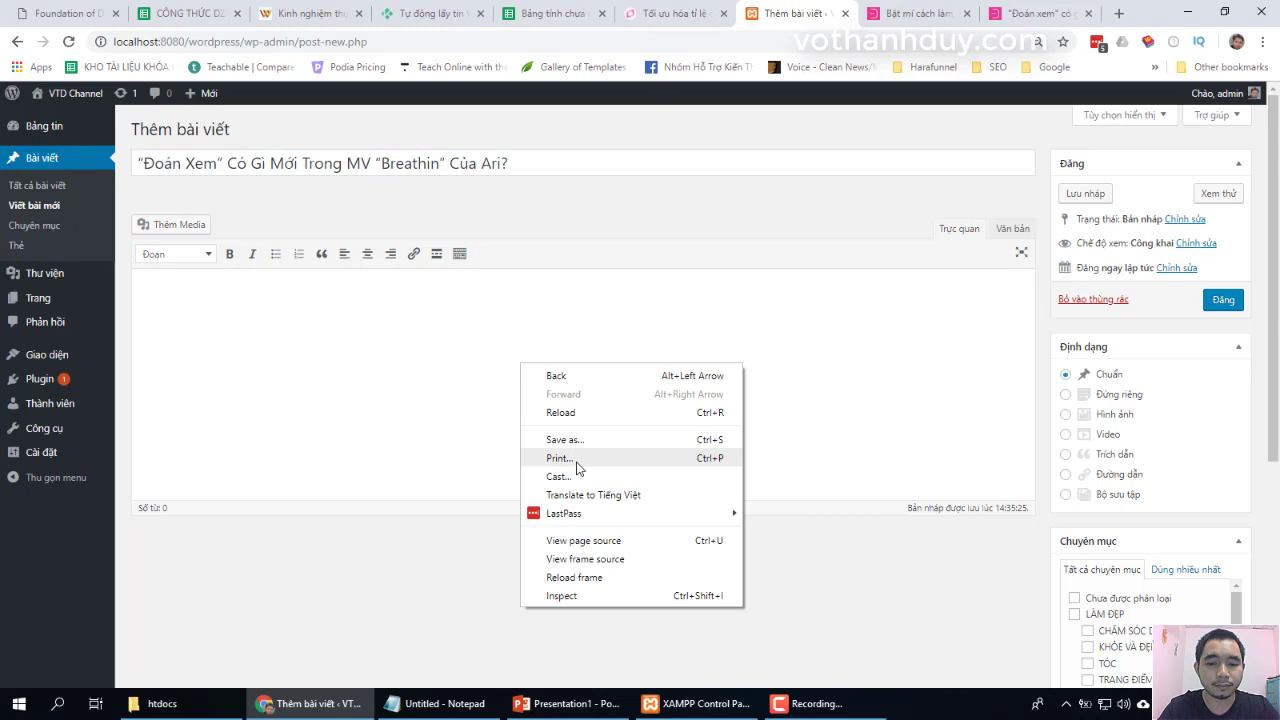 Foundation of D
CÔNG THỨC DZ
Kinh nghiệm thu
Tự động lấy tin V
Bảng tính chưa
Tối ưu hóa tỉ lệ c
Thêm bài viết ‹ V
Bật mí cách làm
"Đoán xem" có g
localhost:8080/wordpress/wp-admin/post-new.php
vothanhduy.com
5
IQ
Apps
KHO TÀI LIỆU KHÓA
Teachable | Compare
Podia Pricing
Teach Online with the
Gallery of Templates
Nhóm Hỗ Trợ Kiến Th
Voice - Clean News/
Harafunnel
SEO
Google
»
Other bookmarks
VTD Channel
1
0
Mới
Chào, admin
Bảng tin
Bài viết
Tất cả bài viết
Viết bài mới
Chuyên mục
Thẻ
Thư viện
Trang
Phản hồi
Giao diện
Plugin 1
Thành viên
Công cụ
Cài đặt
Thu gọn menu
Tùy chọn hiển thị
Trợ giúp
Thêm bài viết
“Đoán Xem” Có Gì Mới Trong MV “Breathin” Của Ari?
Thêm Media
Trực quan
Văn bản
Đoạn
B
I
Back Alt+Left Arrow
Forward Alt+Right Arrow
Reload Ctrl+R
Save as... Ctrl+S
Print... Ctrl+P
Cast...
Translate to Tiếng Việt
LastPass
View page source Ctrl+U
View frame source
Reload frame
Inspect Ctrl+Shift+I
Số từ: 0
Bản nháp được lưu lúc 14:35:25.
Đăng
Lưu nháp
Xem thử
Trạng thái: Bản nháp Chỉnh sửa
Chế độ xem: Công khai Chỉnh sửa
Đăng ngay lập tức Chỉnh sửa
Bỏ vào thùng rác
Đăng
Định dạng
Chuẩn
Đứng riêng
Hình ảnh
Video
Trích dẫn
Đường dẫn
Bộ sưu tập
Chuyên mục
Tất cả chuyên mục
Dùng nhiều nhất
Chưa được phân loại
LÀM ĐẸP
CHĂM SÓC D
KHỎE VÀ ĐẸ
TÓC
TRANG ĐIỂM
htdocs
Thêm bài viết ‹ VT...
Untitled - Notepad
Presentation1 - Po...
XAMPP Control Pa...
Recording...